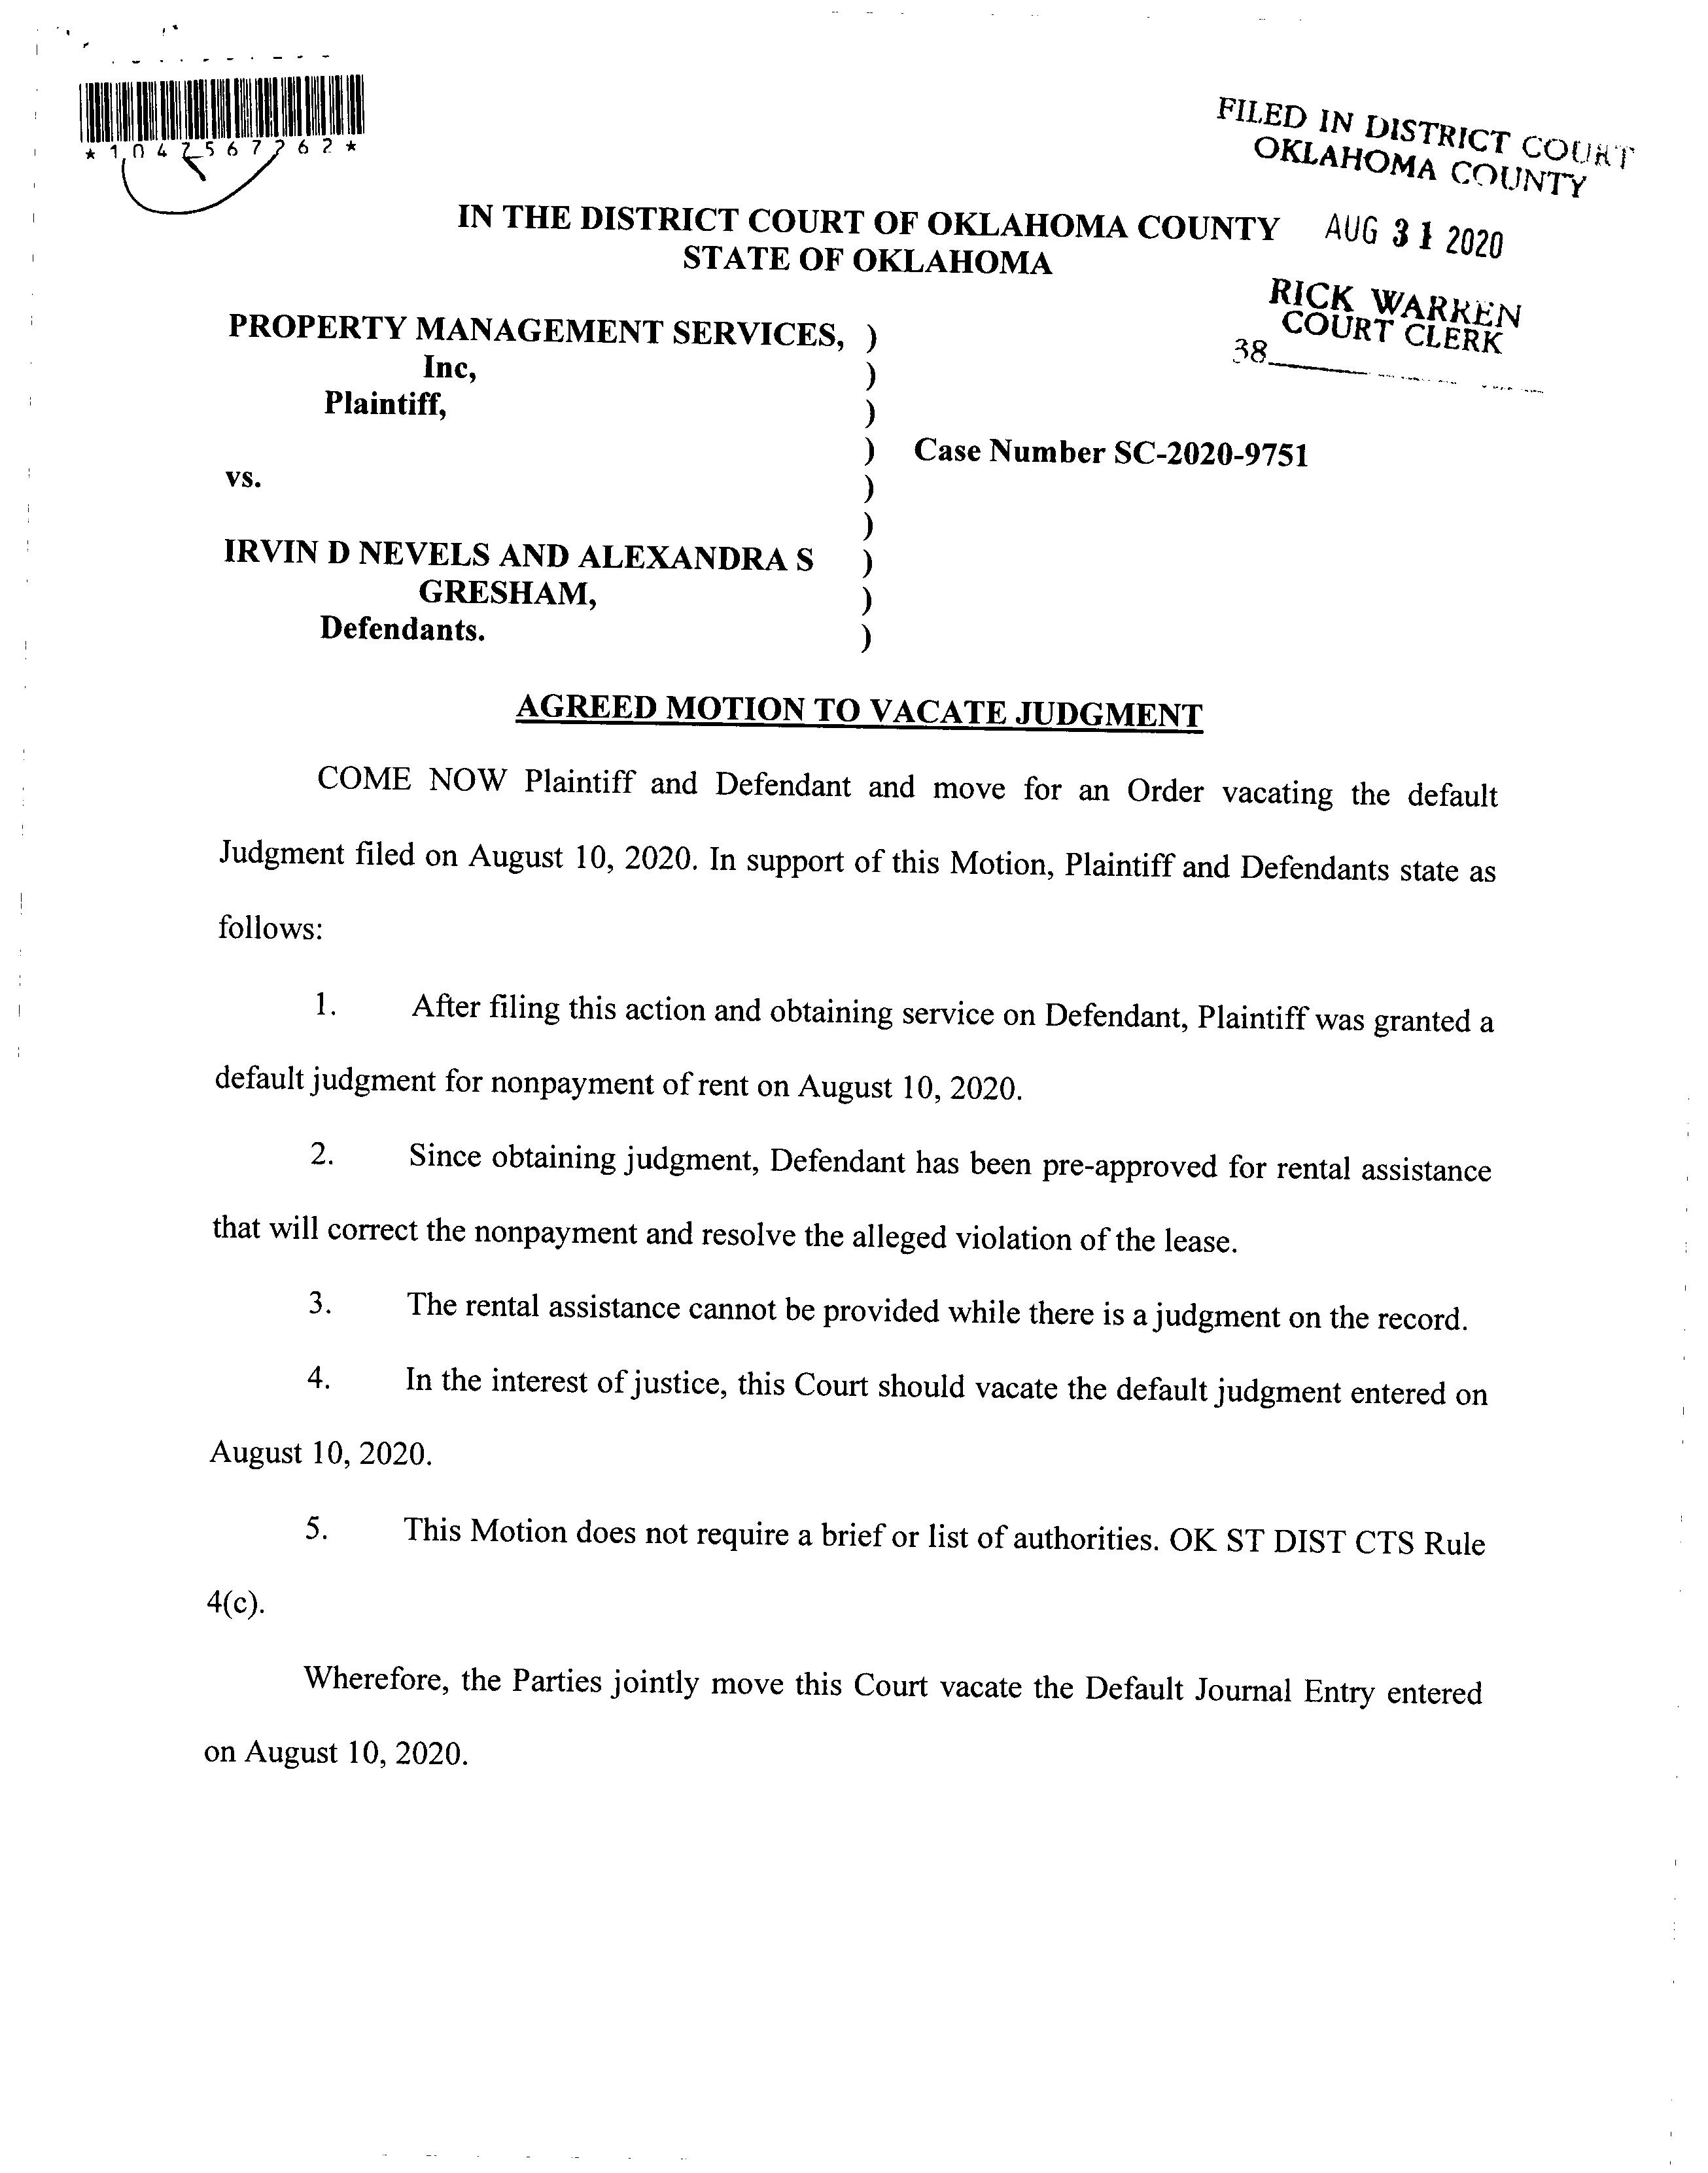 *1047567262*
FILED IN DISTRICT COURT
OKLAHOMA COUNTY
IN THE DISTRICT COURT OF OKLAHOMA COUNTY
AUG 31 2020
STATE OF OKLAHOMA
RICK WARREN
COURT CLERK
38
PROPERTY MANAGEMENT SERVICES, )
Inc, )
Plaintiff, )
) Case Number SC-2020-9751
vs. )
)
IRVIN D NEVELS AND ALEXANDRA S )
GRESHAM, )
Defendants. )
AGREED MOTION TO VACATE JUDGMENT
COME NOW Plaintiff and Defendant and move for an Order vacating the default
Judgment filed on August 10, 2020. In support of this Motion, Plaintiff and Defendants state as
follows:
1. After filing this action and obtaining service on Defendant, Plaintiff was granted a
default judgment for nonpayment of rent on August 10, 2020.
2. Since obtaining judgment, Defendant has been pre-approved for rental assistance
that will correct the nonpayment and resolve the alleged violation of the lease.
3. The rental assistance cannot be provided while there is a judgment on the record.
4. In the interest of justice, this Court should vacate the default judgment entered on
August 10, 2020.
5. This Motion does not require a brief or list of authorities. OK ST DIST CTS Rule
4(c).
Wherefore, the Parties jointly move this Court vacate the Default Journal Entry entered
on August 10, 2020.